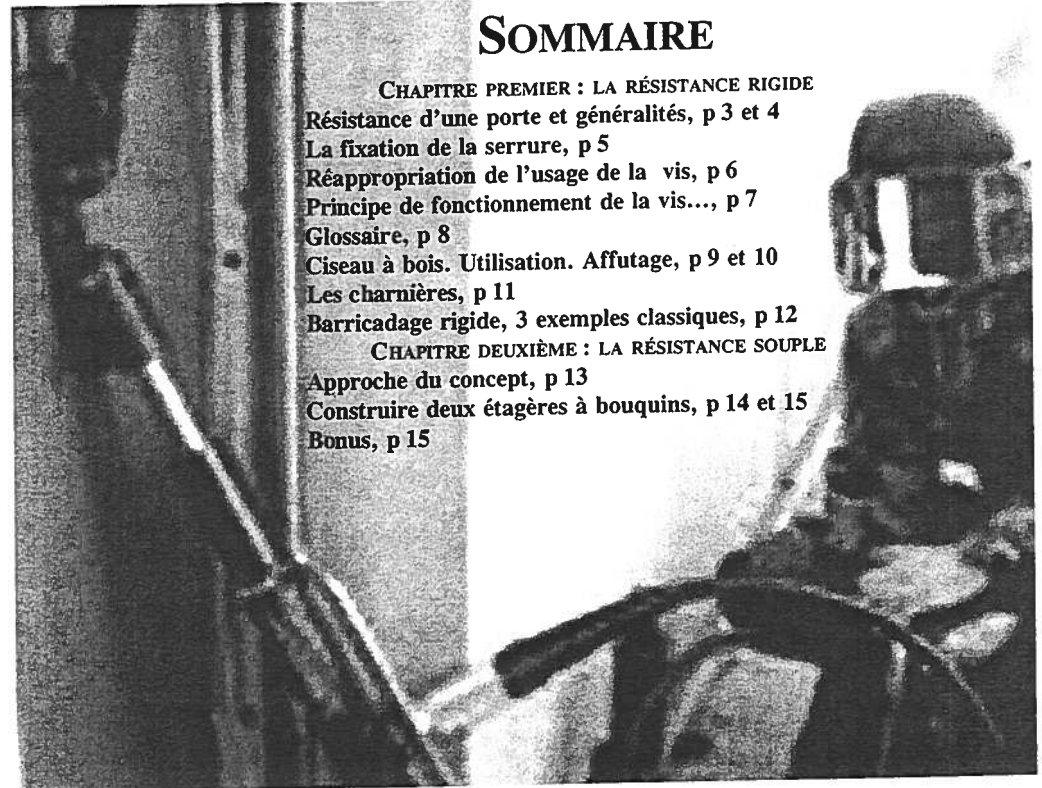 SOMMAIRE
CHAPITRE PREMIER : LA RÉSISTANCE RIGIDE
Résistance d'une porte et généralités, p 3 et 4
La fixation de la serrure, p 5
Réappropriation de l'usage de la vis, p 6
Principe de fonctionnement de la vis..., p 7
Glossaire, p 8
Ciseau à bois. Utilisation. Affutage, p 9 et 10
Les charnières, p 11
Barricadage rigide, 3 exemples classiques, p 12
CHAPITRE DEUXIÈME : LA RÉSISTANCE SOUPLE
Approche du concept, p 13
Construire deux étagères à bouquins, p 14 et 15
Bonus, p 15